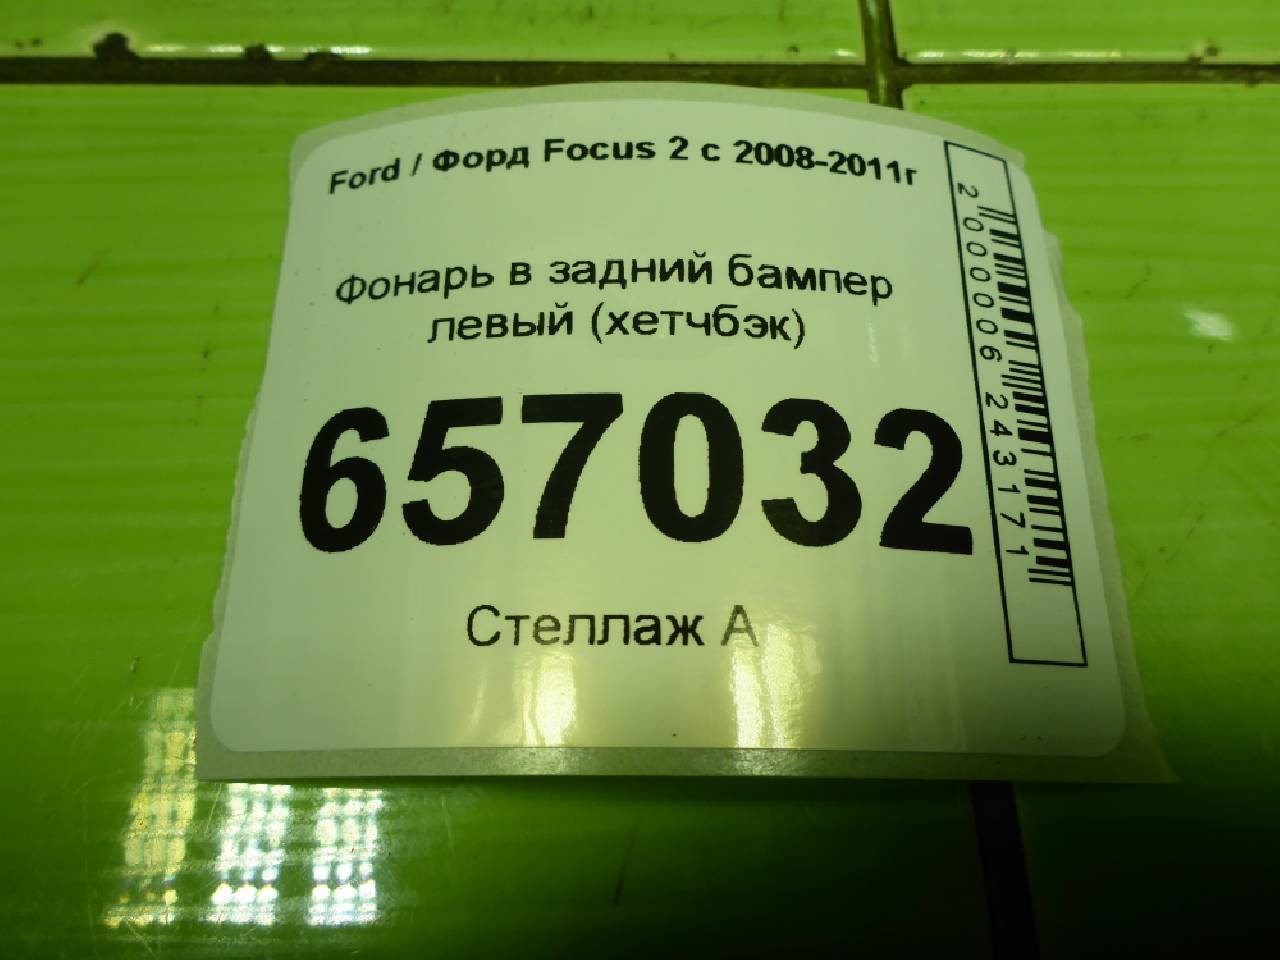 Ford / Форд Focus 2 с 2008-2011г
Фонарь в задний бампер
левый (хетчбэк)
657032
Стеллаж А
2000006243171